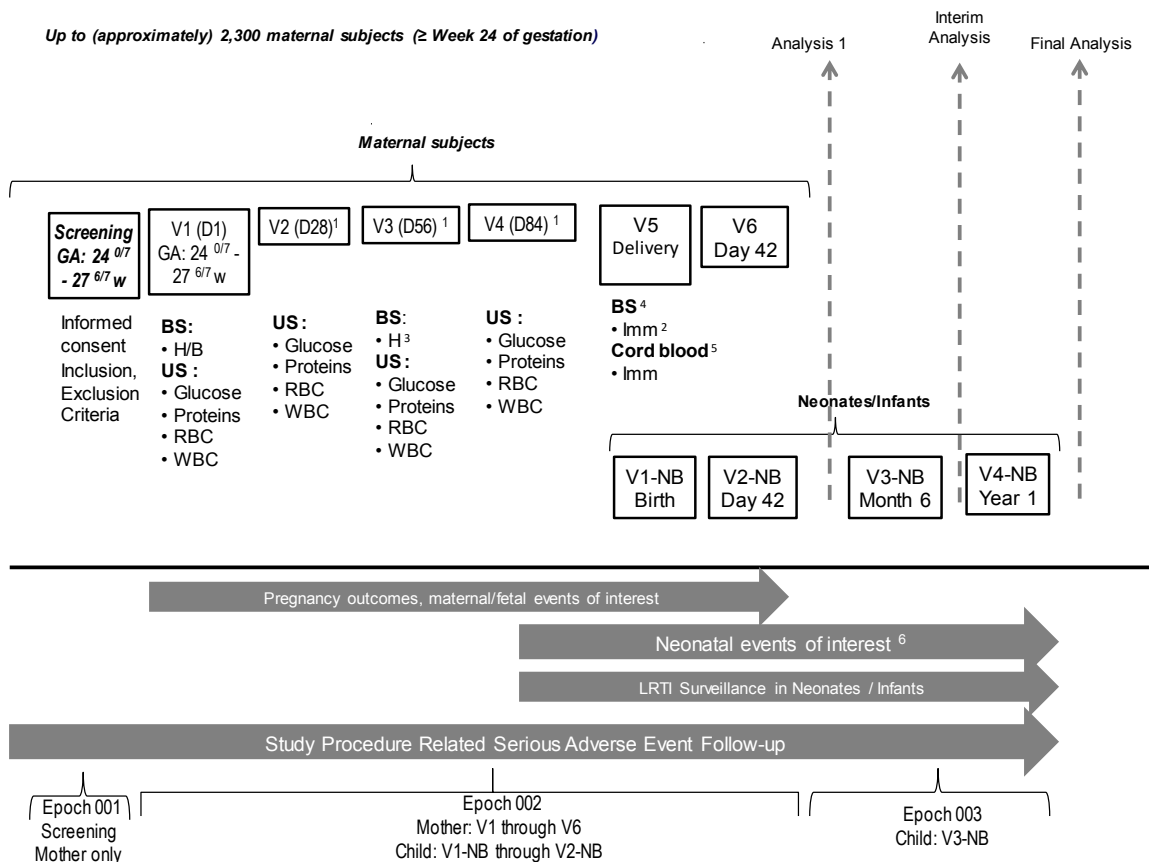 Up to (approximately) 2,300 maternal subjects (≥ Week 24 of gestation)
Analysis 1
Interim
Analysis
Final Analysis
Maternal subjects
Screening
GA: 24 0/7
- 27 6/7 w
V1 (D1)
GA: 24 0/7 -
27 6/7 w
V2 (D28)1
V3 (D56) 1
V4 (D84) 1
V5
Delivery
V6
Day 42
Informed
consent
Inclusion,
Exclusion
Criteria
BS:
• H/B
US :
• Glucose
• Proteins
• RBC
• WBC
US :
• Glucose
• Proteins
• RBC
• WBC
BS:
• H 3
US:
• Glucose
• Proteins
• RBC
• WBC
US :
• Glucose
• Proteins
• RBC
• WBC
BS 4
• Imm 2
Cord blood 5
• Imm
Neonates/Infants
V1-NB
Birth
V2-NB
Day 42
V3-NB
Month 6
V4-NB
Year 1
Pregnancy outcomes, maternal/fetal events of interest
Neonatal events of interest 6
LRTI Surveillance in Neonates / Infants
Study Procedure Related Serious Adverse Event Follow-up
Epoch 001
Screening
Mother only
Epoch 002
Mother: V1 through V6
Child: V1-NB through V2-NB
Epoch 003
Child: V3-NB